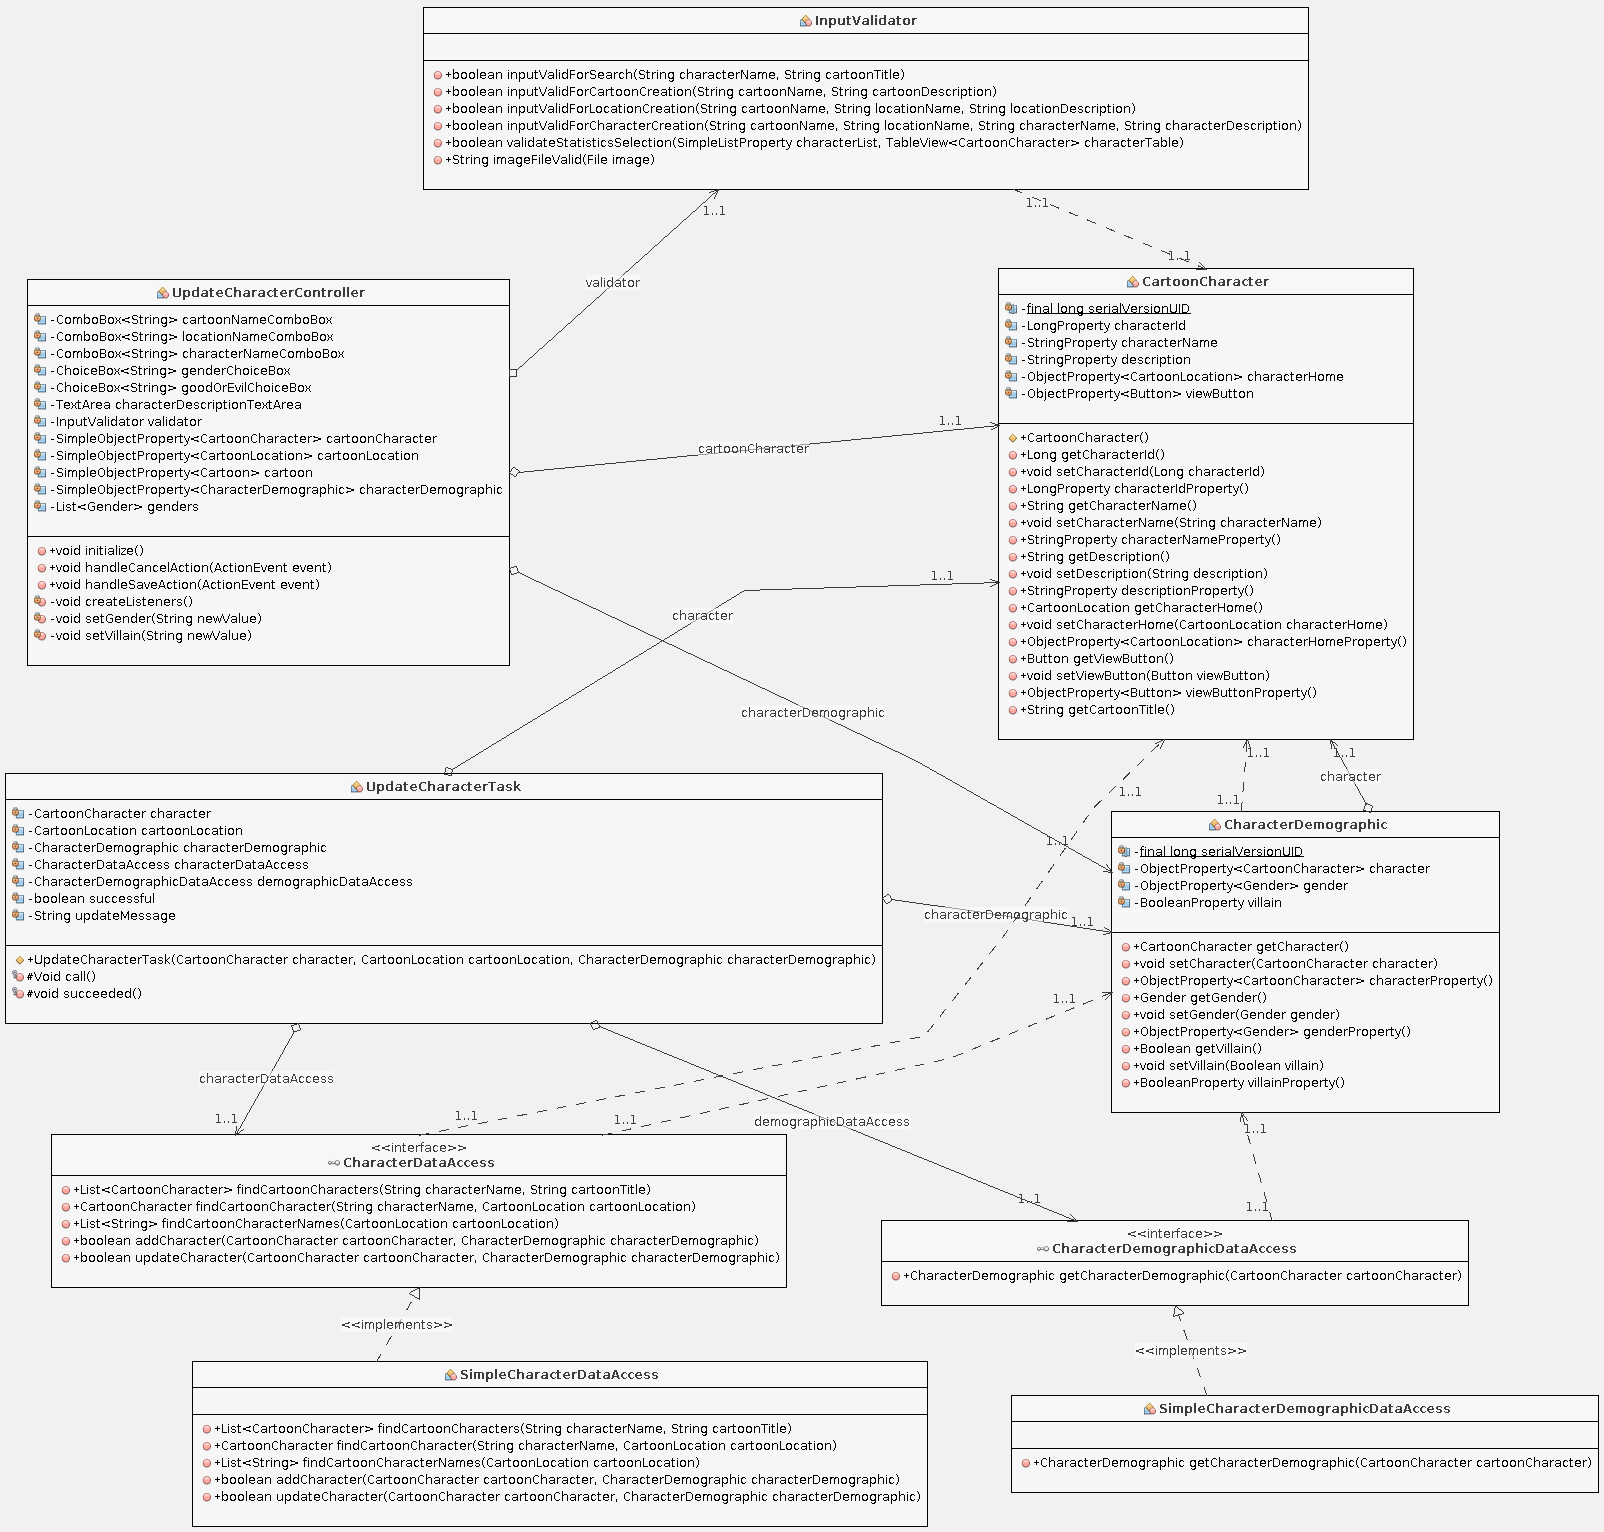 InputValidator
+boolean inputValidForSearch(String characterName, String cartoonTitle)
+boolean inputValidForCartoonCreation(String cartoonName, String cartoonDescription)
+boolean inputValidForLocationCreation(String cartoonName, String locationName, String locationDescription)
+boolean inputValidForCharacterCreation(String cartoonName, String locationName, String characterName, String characterDescription)
+boolean validateStatisticsSelection(SimpleListProperty characterList, TableView<CartoonCharacter> characterTable)
+String imageFileValid(File image)
1..1
1..1
1..1
validator
UpdateCharacterController
-ComboBox<String> cartoonNameComboBox
-ComboBox<String> locationNameComboBox
-ComboBox<String> characterNameComboBox
-ChoiceBox<String> genderChoiceBox
-ChoiceBox<String> goodOrEvilChoiceBox
-TextArea characterDescriptionTextArea
-InputValidator validator
-SimpleObjectProperty<CartoonCharacter> cartoonCharacter
-SimpleObjectProperty<CartoonLocation> cartoonLocation
-SimpleObjectProperty<Cartoon> cartoon
-SimpleObjectProperty<CharacterDemographic> characterDemographic
-List<Gender> genders
+void initialize()
+void handleCancelAction(ActionEvent event)
+void handleSaveAction(ActionEvent event)
-void createListeners()
-void setGender(String newValue)
-void setVillain(String newValue)
CartoonCharacter
-final long serialVersionUID
-LongProperty characterId
-StringProperty characterName
-StringProperty description
-ObjectProperty<CartoonLocation> characterHome
-ObjectProperty<Button> viewButton
+CartoonCharacter()
+Long getCharacterId()
+void setCharacterId(Long characterId)
+LongProperty characterIdProperty()
+String getCharacterName()
+void setCharacterName(String characterName)
+StringProperty characterNameProperty()
+String getDescription()
+void setDescription(String description)
+StringProperty descriptionProperty()
+CartoonLocation getCharacterHome()
+void setCharacterHome(CartoonLocation characterHome)
+ObjectProperty<CartoonLocation> characterHomeProperty()
+Button getViewButton()
+void setViewButton(Button viewButton)
+ObjectProperty<Button> viewButtonProperty()
+String getCartoonTitle()
1..1
cartoonCharacter
1..1
character
characterDemographic
1..1
1..1
1..1
character
1..1
1..1
1..1
UpdateCharacterTask
-CartoonCharacter character
-CartoonLocation cartoonLocation
-CharacterDemographic characterDemographic
-CharacterDataAccess characterDataAccess
-CharacterDemographicDataAccess demographicDataAccess
-boolean successful
-String updateMessage
+UpdateCharacterTask(CartoonCharacter character, CartoonLocation cartoonLocation, CharacterDemographic characterDemographic)
#Void call()
#void succeeded()
CharacterDemographic
-final long serialVersionUID
-ObjectProperty<CartoonCharacter> character
-ObjectProperty<Gender> gender
-BooleanProperty villain
+CartoonCharacter getCharacter()
+void setCharacter(CartoonCharacter character)
+ObjectProperty<CartoonCharacter> characterProperty()
+Gender getGender()
+void setGender(Gender gender)
+ObjectProperty<Gender> genderProperty()
+Boolean getVillain()
+void setVillain(Boolean villain)
+BooleanProperty villainProperty()
characterDemographic
1..1
1..1
characterDataAccess
1..1
1..1
1..1
demographicDataAccess
1..1
1..1
1..1
<<interface>>
CharacterDataAccess
+List<CartoonCharacter> findCartoonCharacters(String characterName, String cartoonTitle)
+CartoonCharacter findCartoonCharacter(String characterName, CartoonLocation cartoonLocation)
+List<String> findCartoonCharacterNames(CartoonLocation cartoonLocation)
+boolean addCharacter(CartoonCharacter cartoonCharacter, CharacterDemographic characterDemographic)
+boolean updateCharacter(CartoonCharacter cartoonCharacter, CharacterDemographic characterDemographic)
<<interface>>
CharacterDemographicDataAccess
+CharacterDemographic getCharacterDemographic(CartoonCharacter cartoonCharacter)
<<implements>>
<<implements>>
SimpleCharacterDataAccess
+List<CartoonCharacter> findCartoonCharacters(String characterName, String cartoonTitle)
+CartoonCharacter findCartoonCharacter(String characterName, CartoonLocation cartoonLocation)
+List<String> findCartoonCharacterNames(CartoonLocation cartoonLocation)
+boolean addCharacter(CartoonCharacter cartoonCharacter, CharacterDemographic characterDemographic)
+boolean updateCharacter(CartoonCharacter cartoonCharacter, CharacterDemographic characterDemographic)
SimpleCharacterDemographicDataAccess
+CharacterDemographic getCharacterDemographic(CartoonCharacter cartoonCharacter)